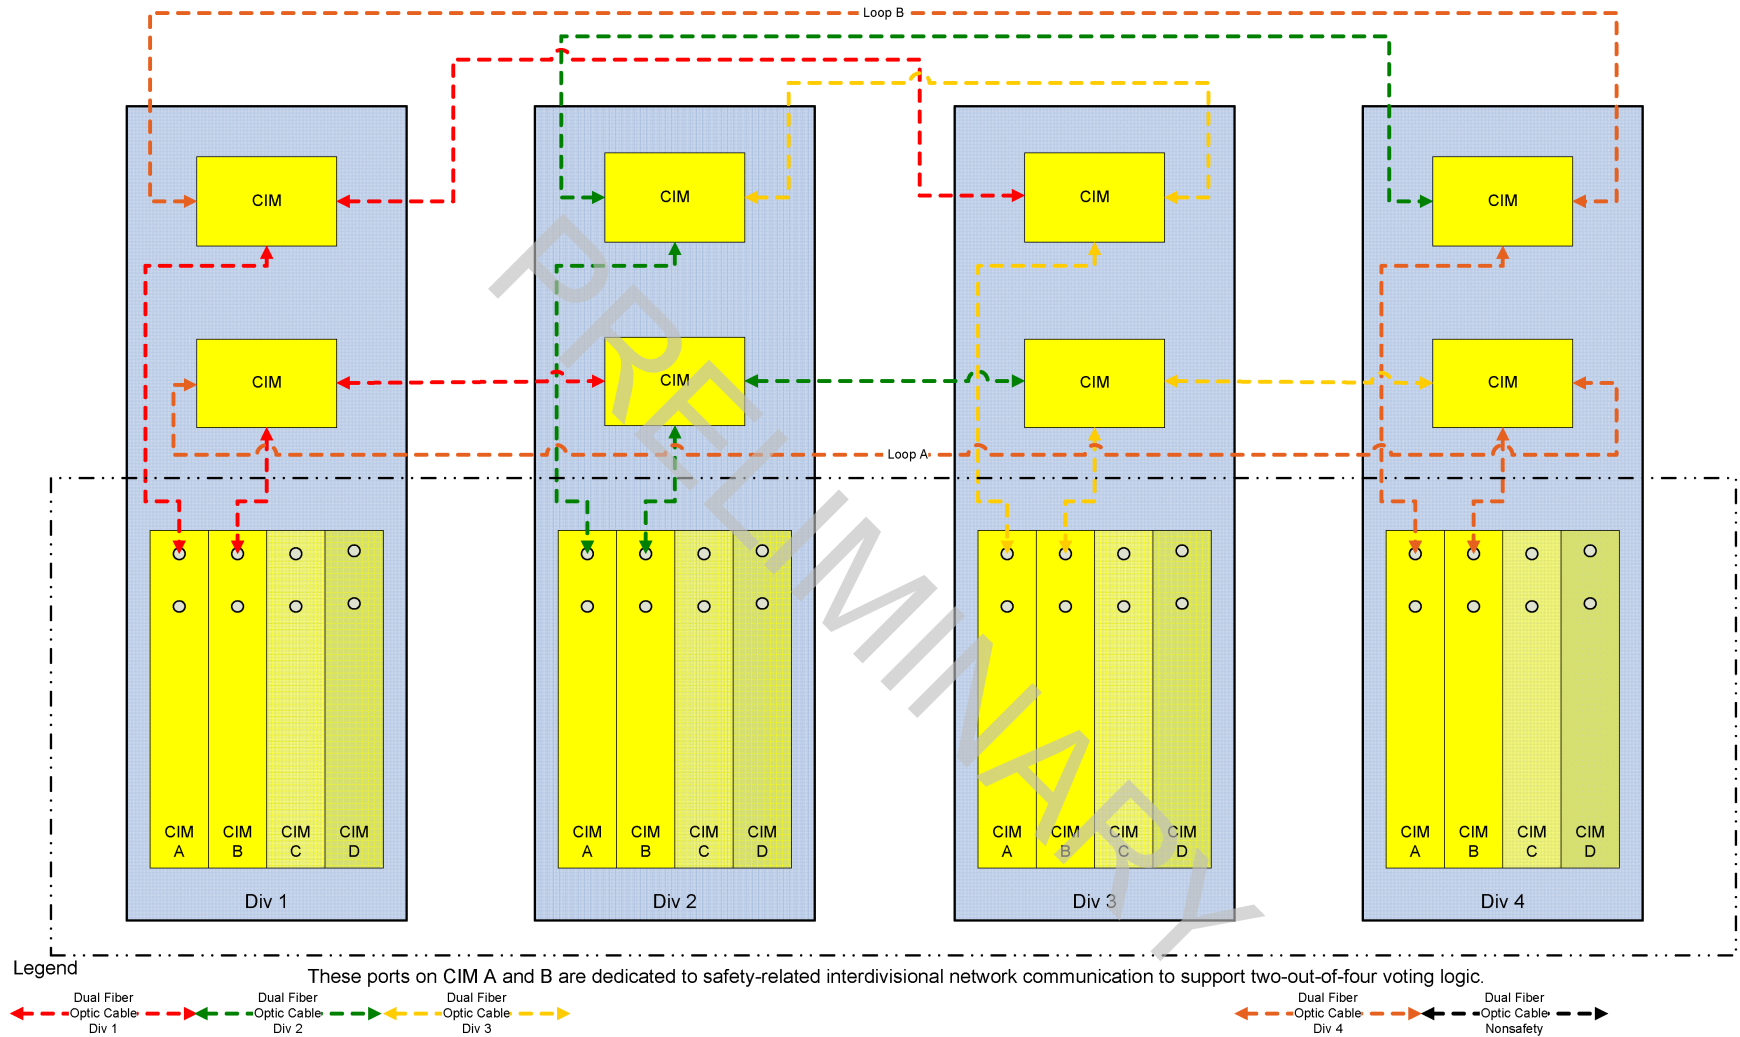 Loop B
CIM
CIM
CIM
CIM
CIM
CIM
CIM
CIM
Loop A
CIM
A
CIM
B
CIM
C
CIM
D
Div 1
CIM
A
CIM
B
CIM
C
CIM
D
Div 2
CIM
A
CIM
B
CIM
C
CIM
D
Div 3
CIM
A
CIM
B
CIM
C
CIM
D
Div 4
PRELIMINARY
Legend
These ports on CIM A and B are dedicated to safety-related interdivisional network communication to support two-out-of-four voting logic.
Dual Fiber
Optic Cable
Div 1
Dual Fiber
Optic Cable
Div 2
Dual Fiber
Optic Cable
Div 3
Dual Fiber
Optic Cable
Div 4
Dual Fiber
Optic Cable
Nonsafety